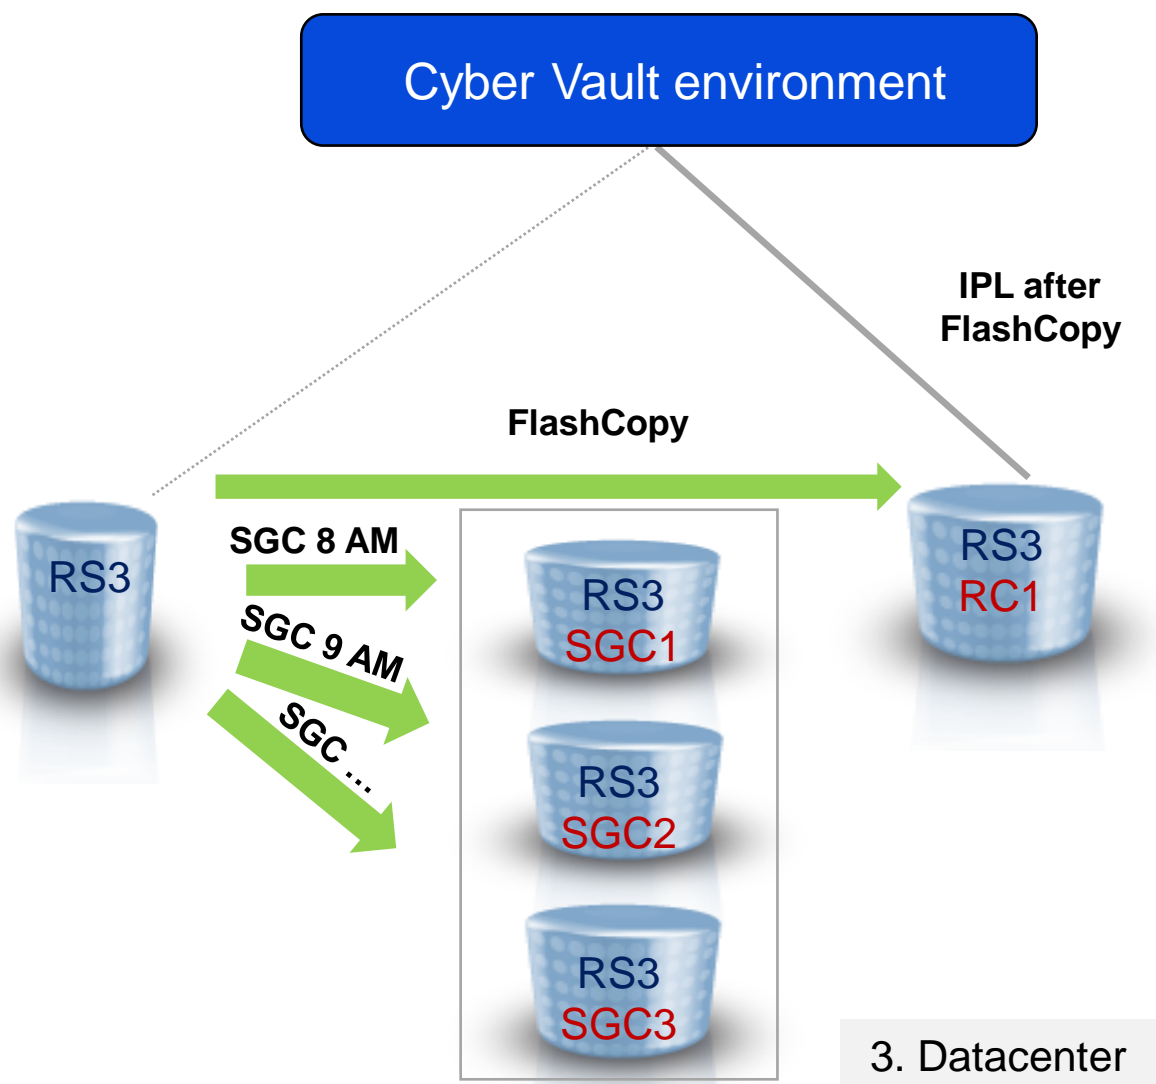 Cyber Vault environment
IPL after
FlashCopy
FlashCopy
RS3
SGC 8 AM
SGC 9 AM
SGC ...
RS3
SGC1
RS3
SGC2
RS3
SGC3
RS3
RC1
3. Datacenter